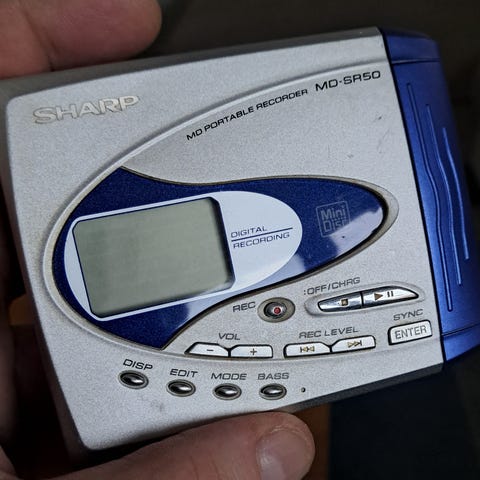 SHARP
MD PORTABLE RECORDER MD-SR50
Mini
DISC
DIGITAL
RECORDING
:OFF/CHRG
REC
SYNC
VOL
REC LEVEL
ENTER
− +
DISP
EDIT
MODE
BASS